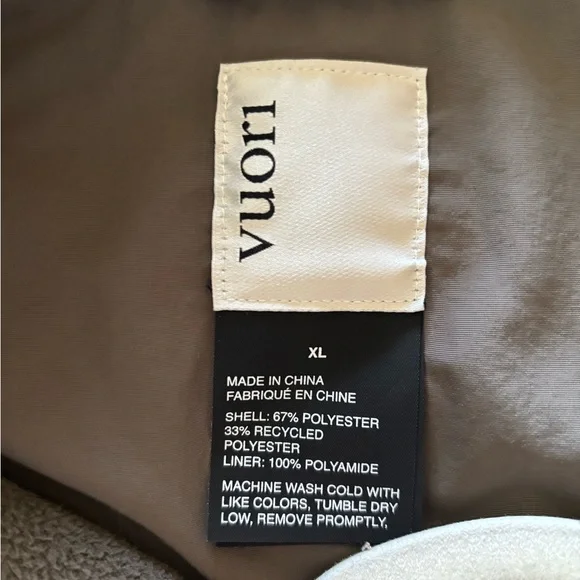 vuori
XL
MADE IN CHINA
FABRIQUÉ EN CHINE
SHELL: 67% POLYESTER
33% RECYCLED
POLYESTER
LINER: 100% POLYAMIDE
MACHINE WASH COLD WITH
LIKE COLORS, TUMBLE DRY
LOW, REMOVE PROMPTLY,